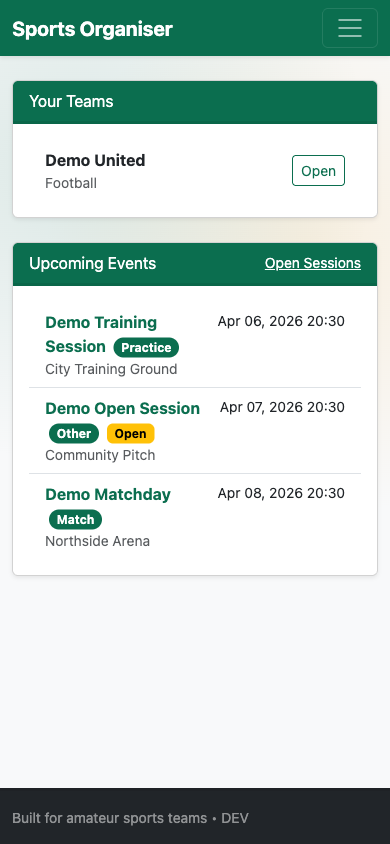 Sports Organiser
Your Teams
Demo United
Football
Open
Upcoming Events
Open Sessions
Demo Training
Session Practice
Apr 06, 2026 20:30
City Training Ground
Demo Open Session
Apr 07, 2026 20:30
Other Open
Community Pitch
Demo Matchday
Apr 08, 2026 20:30
Match
Northside Arena
Built for amateur sports teams • DEV